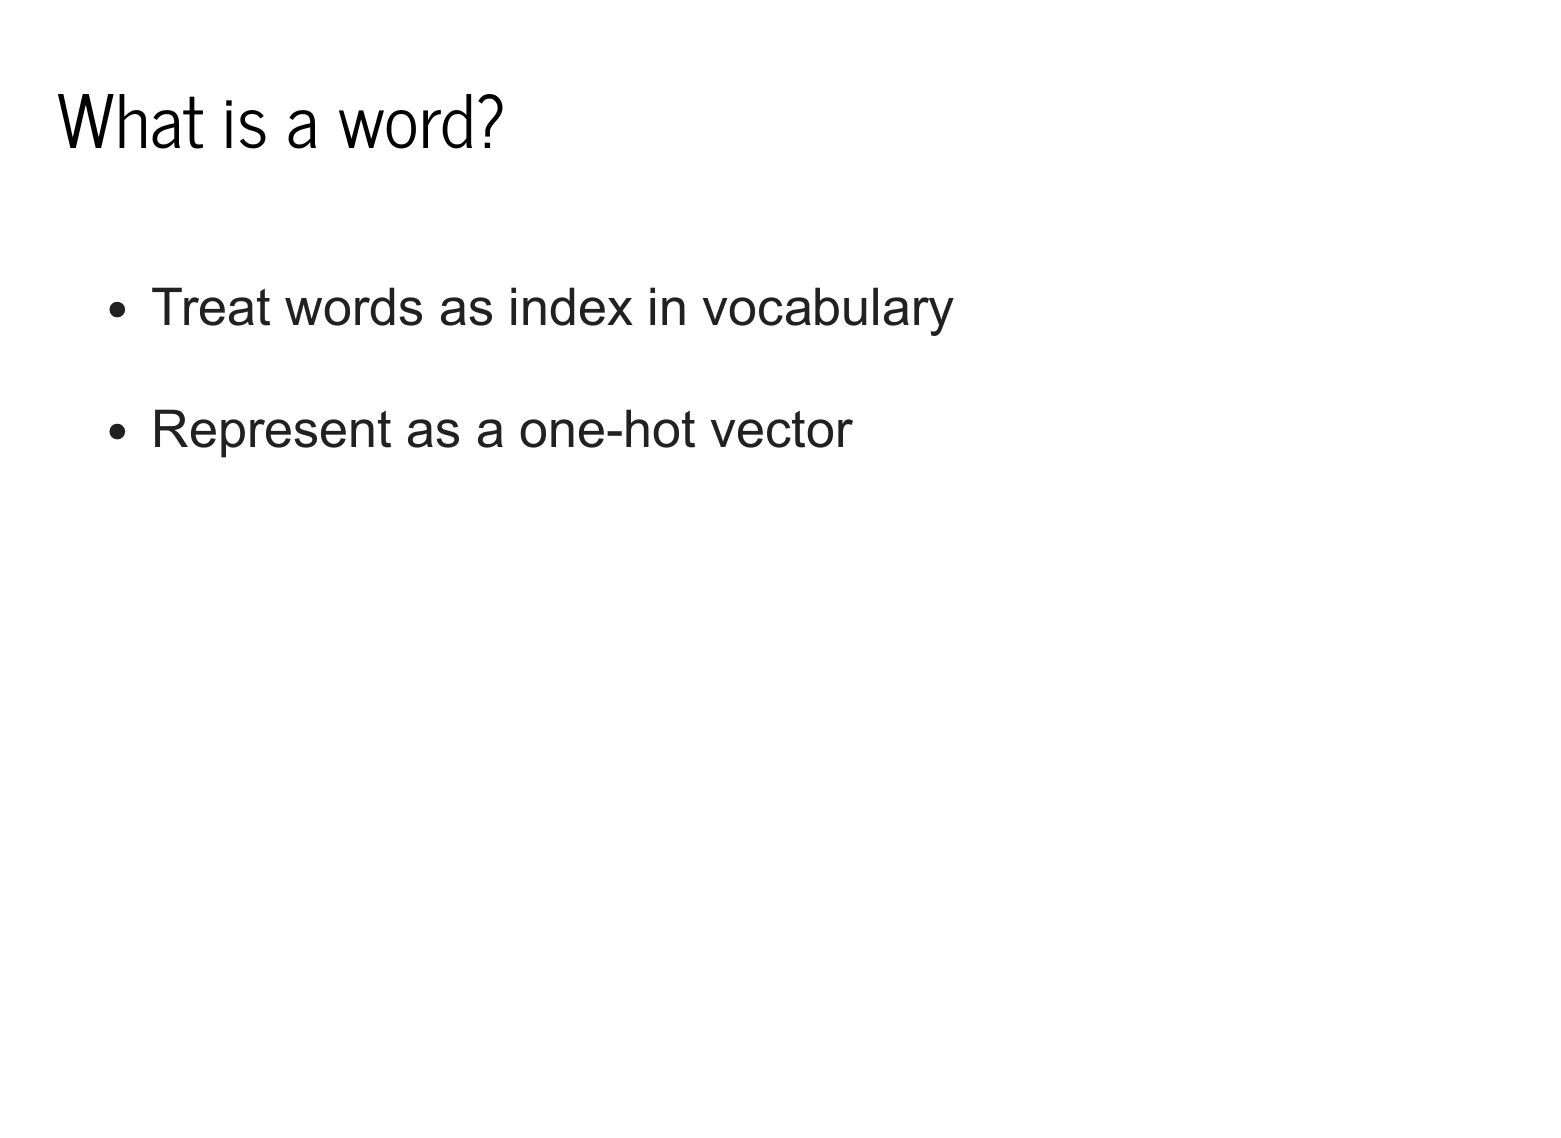 What is a word?
• Treat words as index in vocabulary
• Represent as a one-hot vector